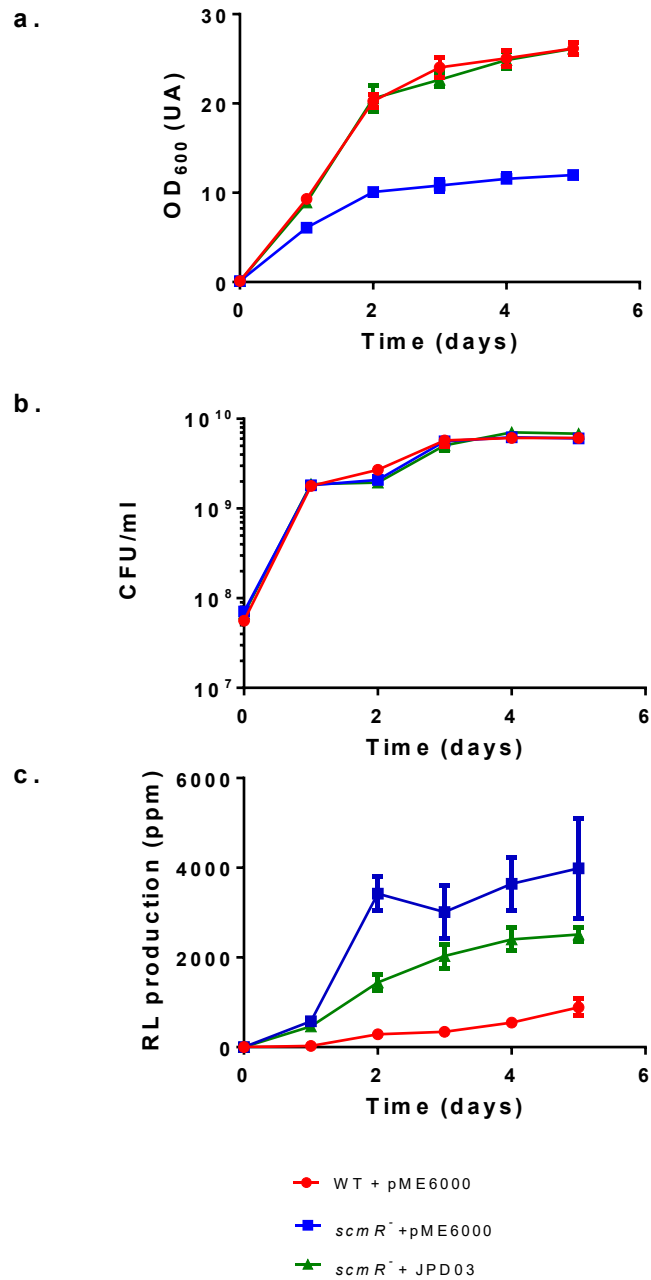 a.
OD600 (UA)
30
20
10
0
0 2 4 6
Time (days)
b.
CFU/ml
10^10
10^9
10^8
10^7
0 2 4 6
Time (days)
c.
RL production (ppm)
6000
4000
2000
0
0 2 4 6
Time (days)
WT + pME6000
scmR- +pME6000
scmR- + JPD03